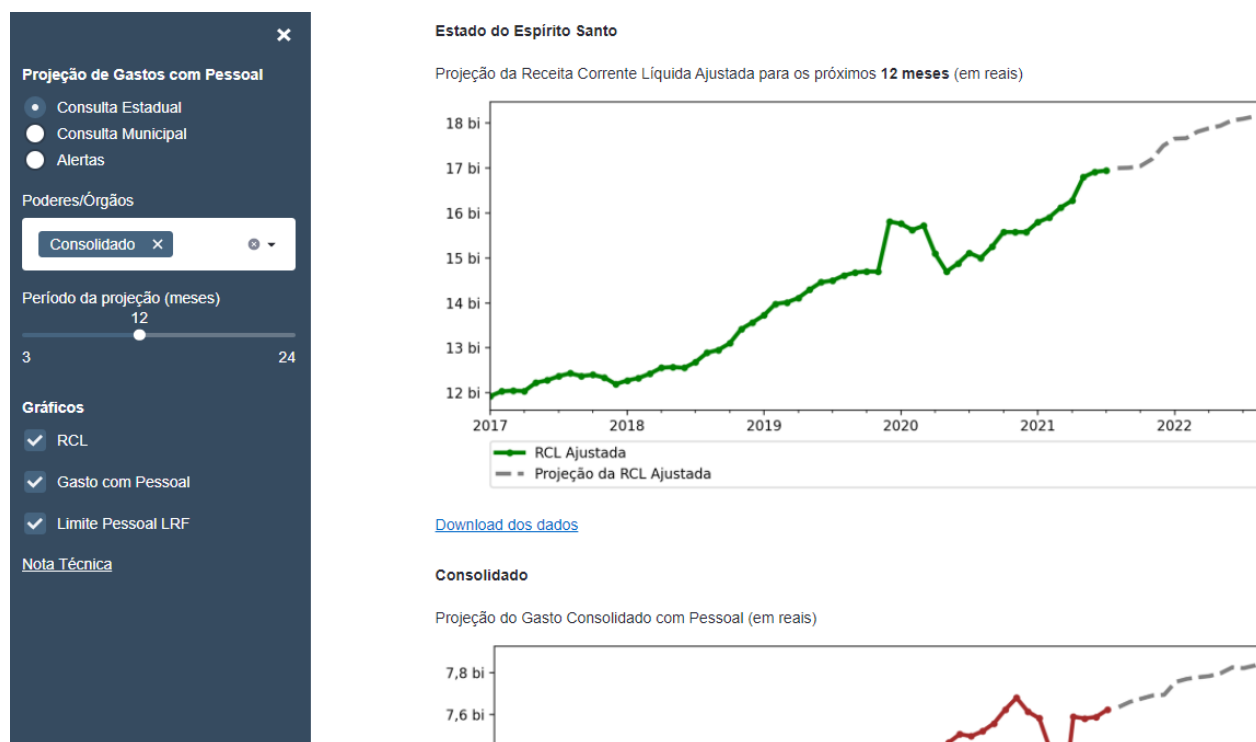 ×
Projeção de Gastos com Pessoal
Consulta Estadual
Consulta Municipal
Alertas
Poderes/Órgãos
Consolidado ×
Período da projeção (meses)
12
3 24
Gráficos
RCL
Gasto com Pessoal
Limite Pessoal LRF
Nota Técnica
Estado do Espírito Santo
Projeção da Receita Corrente Líquida Ajustada para os próximos 12 meses (em reais)
18 bi
17 bi
16 bi
15 bi
14 bi
13 bi
12 bi
2017 2018 2019 2020 2021 2022
RCL Ajustada
Projeção da RCL Ajustada
Download dos dados
Consolidado
Projeção do Gasto Consolidado com Pessoal (em reais)
7,8 bi
7,6 bi